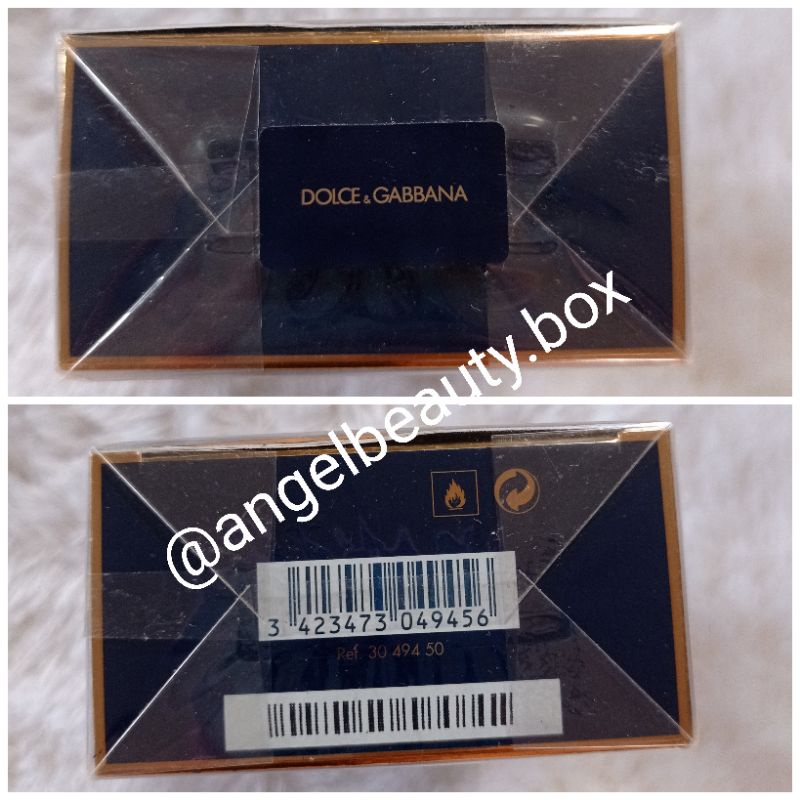 DOLCE & GABBANA
@angelbeauty.box
3 423473 049456
Ref. 30 494 50